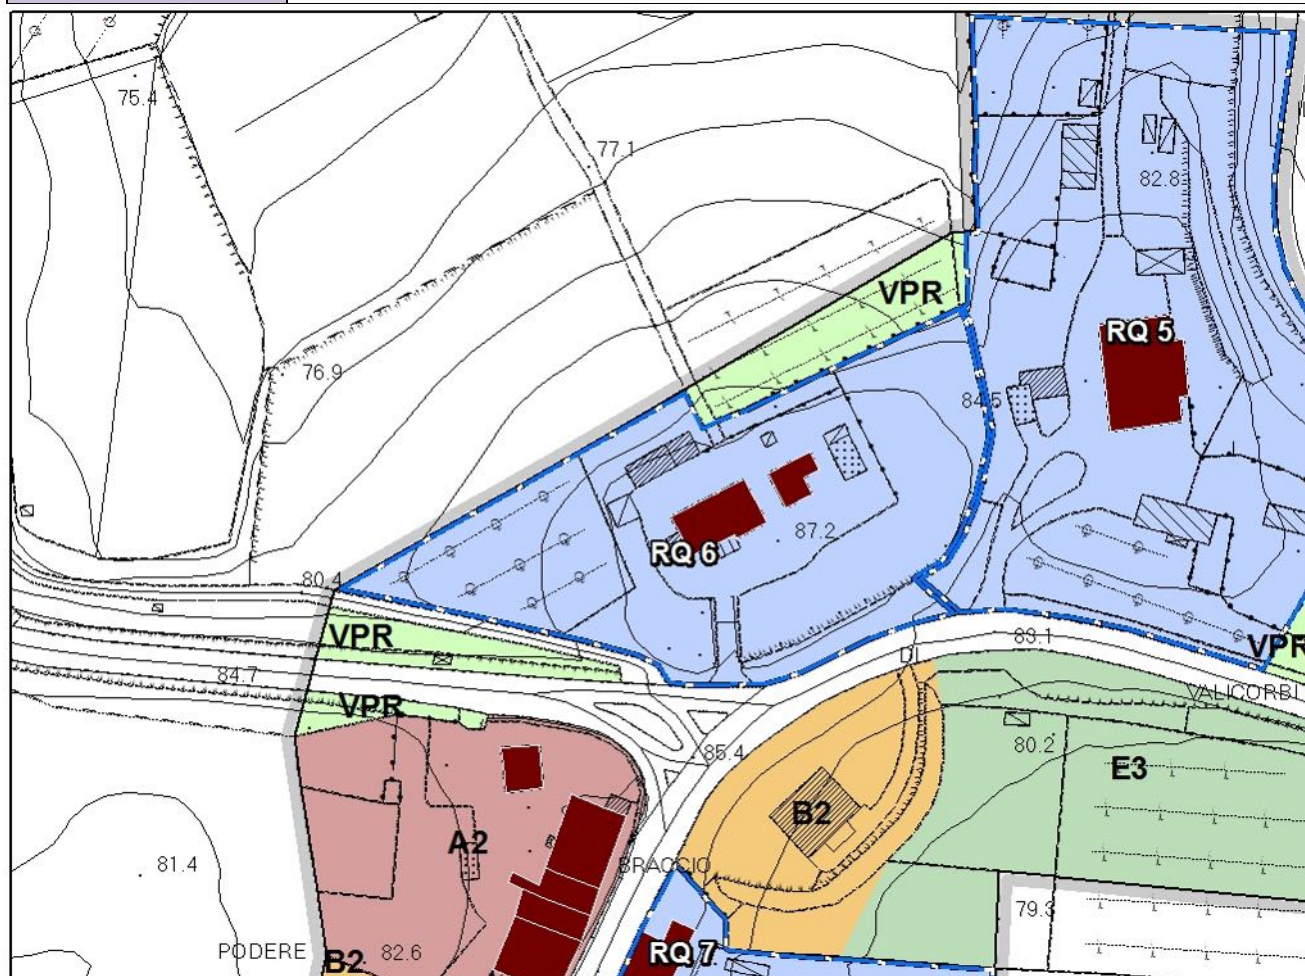 75.4
77.1
82.8
VPR
RQ 5
76.9
84.5
87.2
RQ 6
80.4
VPR
83.1
VPR
84.7
VALICORBI
VPR
85.4
80.2
E3
B2
A2
BRACCIO
81.4
79.3
PODERE
82.6
B2
RQ 7